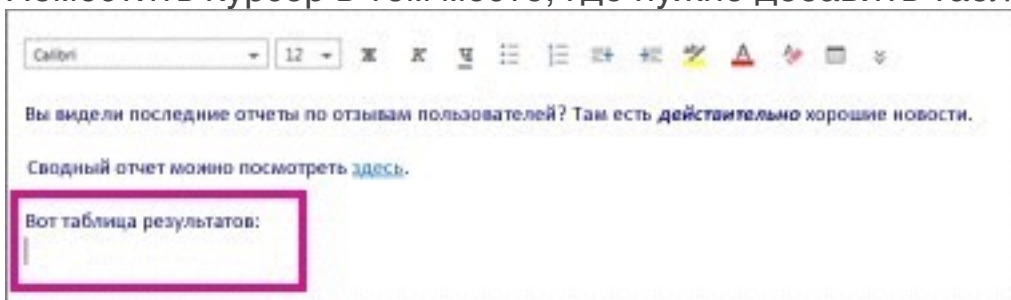 Поместить курсор в том месте, где нужно добавить
Calibri 12 Ж К Ч
Вы видели последние отчеты по отзывам пользователей? Там есть действительно хорошие новости.
Сводный отчет можно посмотреть здесь.
Вот таблица результатов: